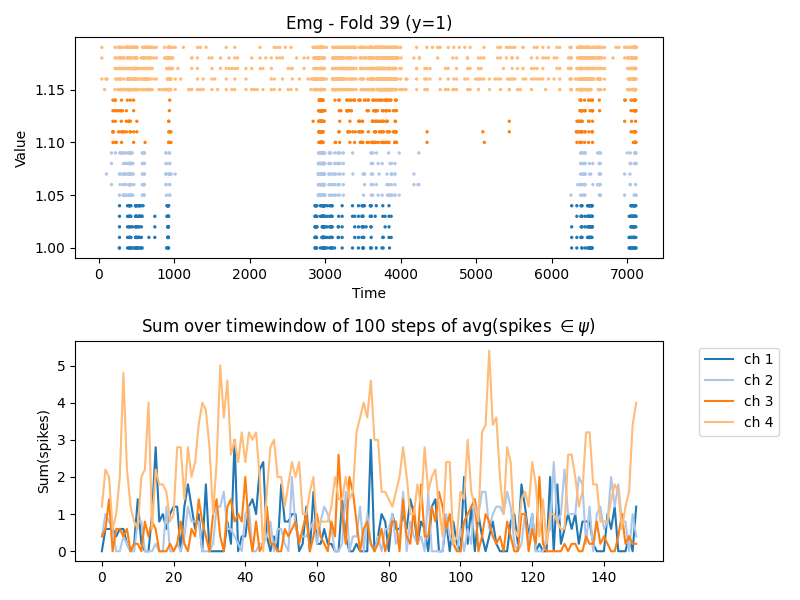 Emg - Fold 39 (y=1)
Value
1.15
1.10
1.05
1.00
0 1000 2000 3000 4000 5000 6000 7000
Time
Sum over timewindow of 100 steps of avg(spikes ∈ ψ)
Sum(spikes)
5
4
3
2
1
0
0 20 40 60 80 100 120 140
ch 1
ch 2
ch 3
ch 4